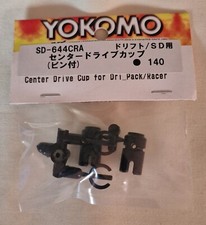 YOKOMO
SD-644CRA ドリフト/SD用
センタードライブカップ
(ピン付) ● 140
Center Drive Cup for Dri_Pack/Racer